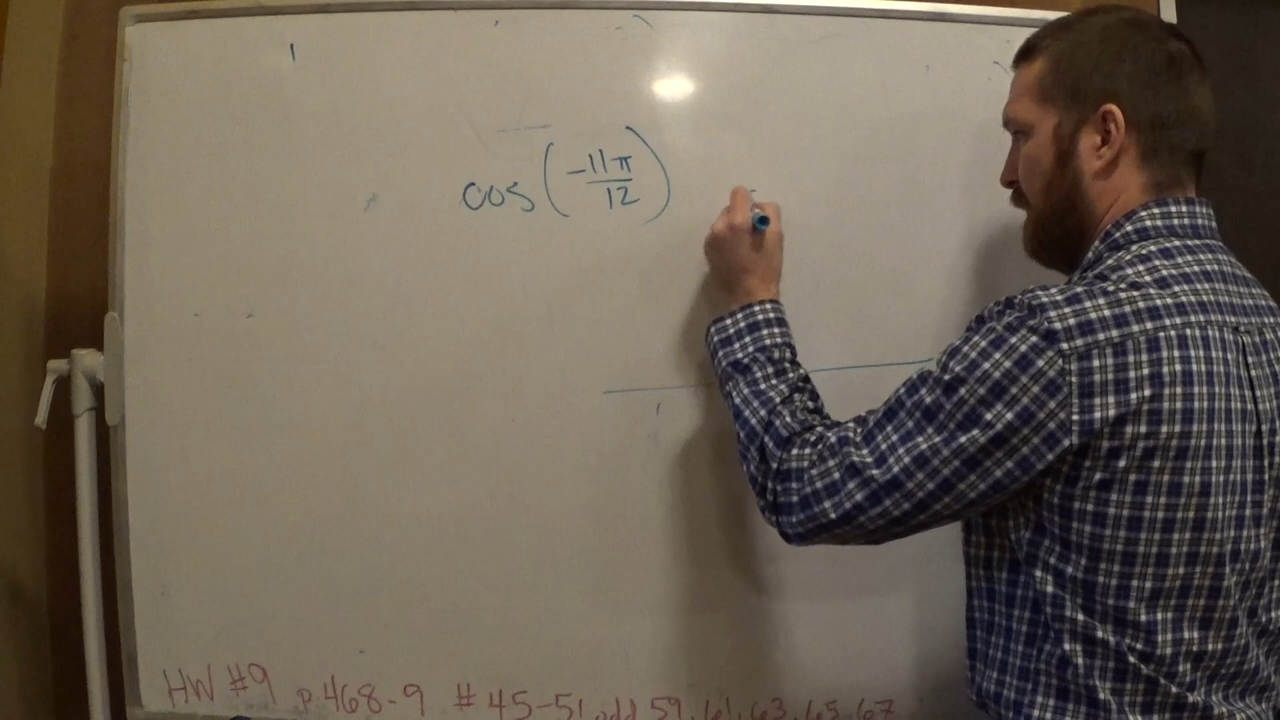 cos(-11π/12)
HW #9 p.468-9 #45-51 odd 59, 61, 63, 65, 67